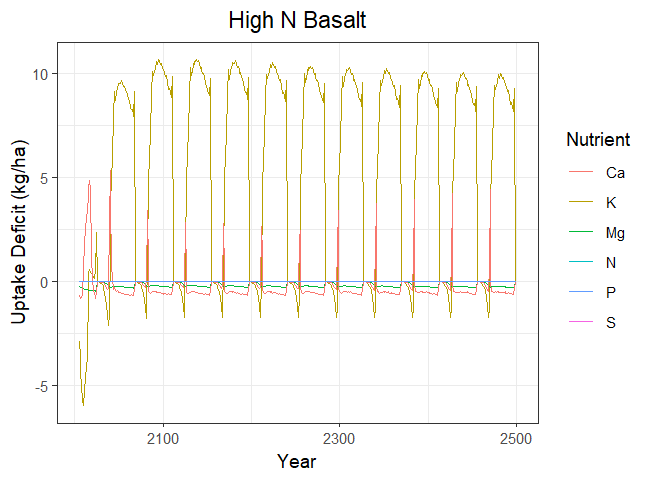 High N Basalt
Uptake Deficit (kg/ha)
10
5
0
-5
2100
2300
2500
Year
Nutrient
Ca
K
Mg
N
P
S